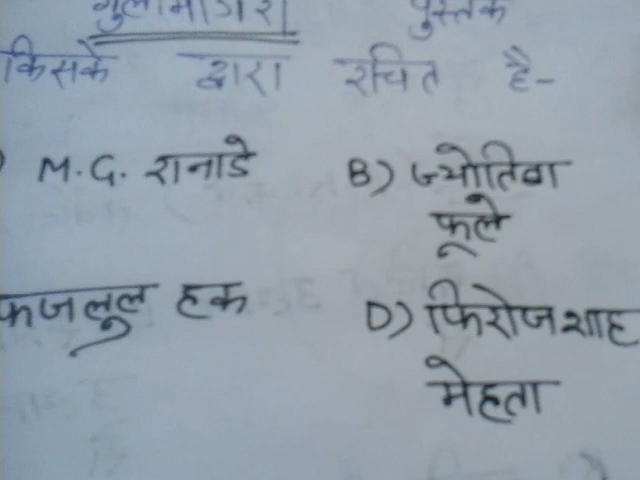 गुलामगिरी पुस्तक
किसके द्वारा रचित है-
) M.G. रानाडे B) ज्योतिबा
फूले
फजलुल हक D) फिरोजशाह
मेहता